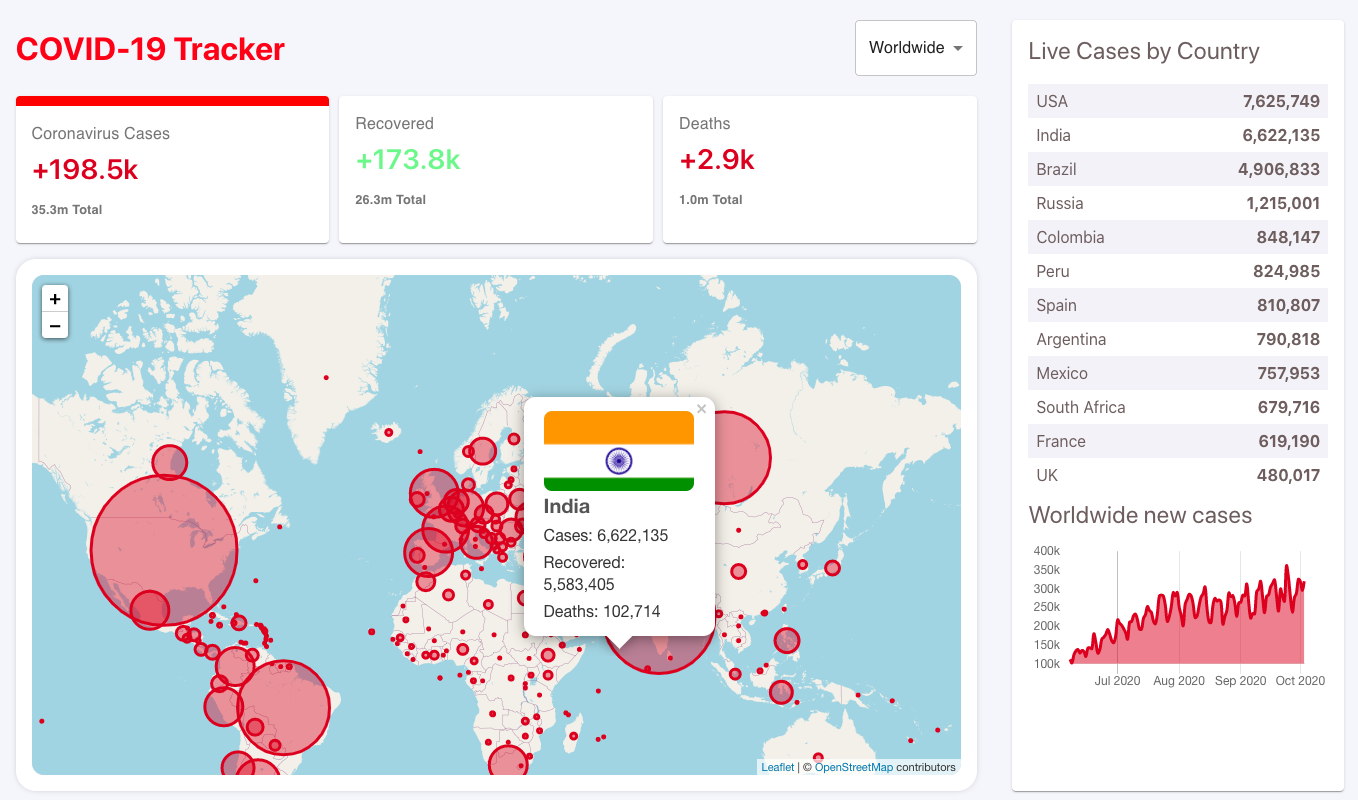 COVID-19 Tracker
Worldwide
Coronavirus Cases
+198.5k
35.3m Total
Recovered
+173.8k
26.3m Total
Deaths
+2.9k
1.0m Total
+
−
×
India
Cases: 6,622,135
Recovered:
5,583,405
Deaths: 102,714
Leaflet | © OpenStreetMap contributors
Live Cases by Country
USA 7,625,749
India 6,622,135
Brazil 4,906,833
Russia 1,215,001
Colombia 848,147
Peru 824,985
Spain 810,807
Argentina 790,818
Mexico 757,953
South Africa 679,716
France 619,190
UK 480,017
Worldwide new cases
400k
350k
300k
250k
200k
150k
100k
Jul 2020 Aug 2020 Sep 2020 Oct 2020